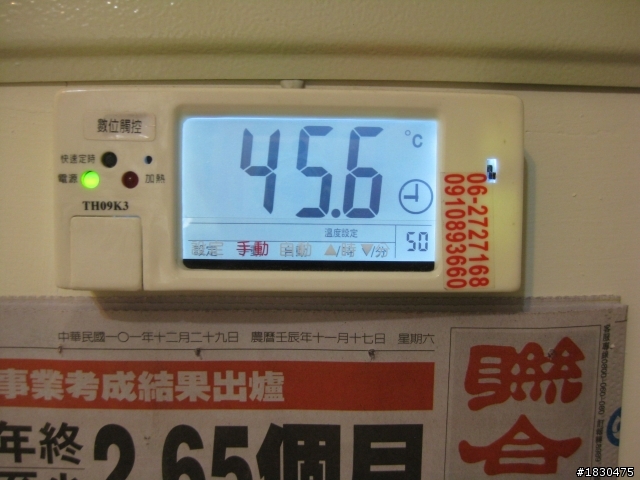 數位觸控
快速定時
電源 加熱
TH09K3
45.6 °C
溫度設定
設定 手動 自動 ▲/時 ▼/分 50
06-2727168
0910893660
中華民國一〇一年十二月二十九日 農曆壬辰年十一月十七日 星期六
事業考成結果出爐
年終
2.65個月
聯合
#1830475